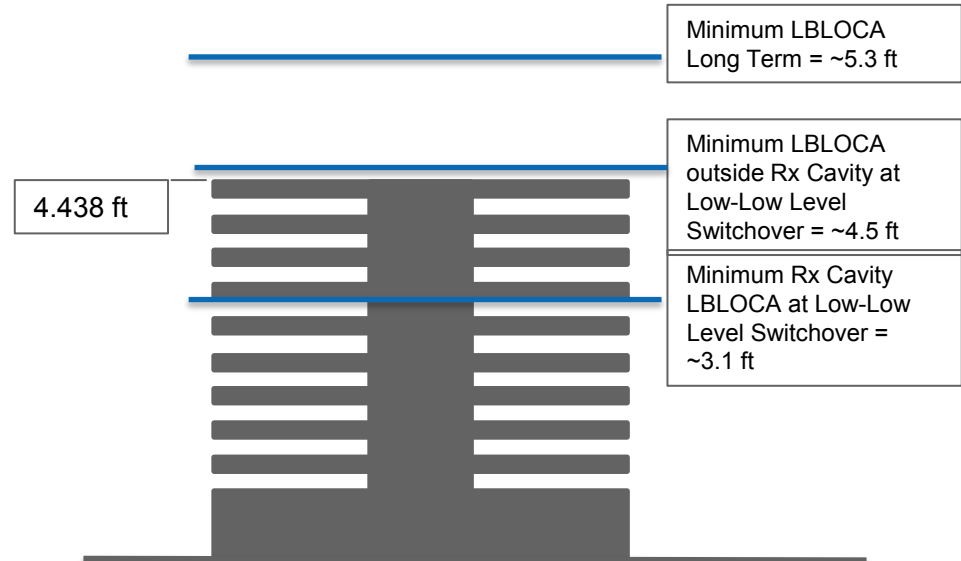 Minimum LBLOCA
Long Term = ~5.3 ft
4.438 ft
Minimum LBLOCA
outside Rx Cavity at
Low-Low Level
Switchover = ~4.5 ft
Minimum Rx Cavity
LBLOCA at Low-Low
Level Switchover =
~3.1 ft